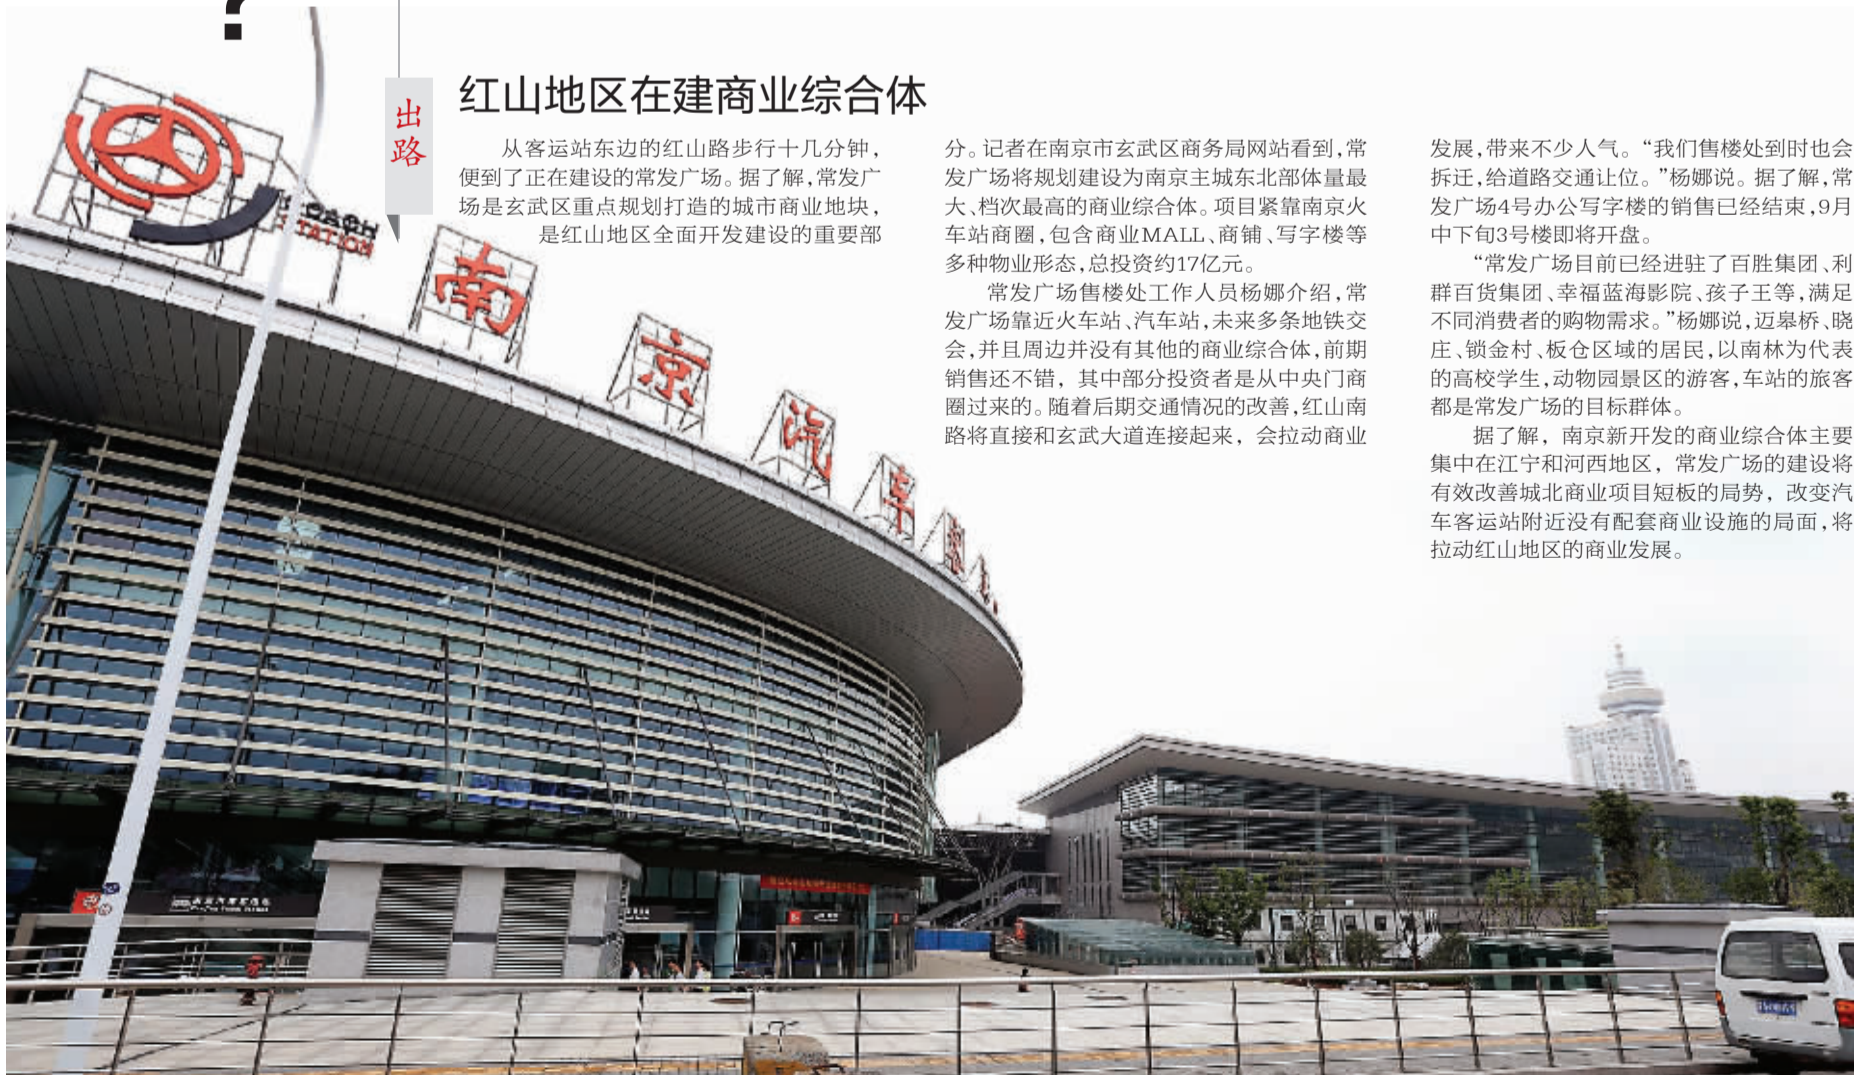 ?
出路
红山地区在建商业综合体
从客运站东边的红山路步行十几分钟，
便到了正在建设的常发广场。据了解，常发广
场是玄武区重点规划打造的城市商业地块，
是红山地区全面开发建设的重要部
分。记者在南京市玄武区商务局网站看到，常
发广场将规划建设为南京主城东北部体量最
大、档次最高的商业综合体。项目紧靠南京火
车站商圈，包含商业MALL、商铺、写字楼等
多种物业形态，总投资约17亿元。
常发广场售楼处工作人员杨娜介绍，常
发广场靠近火车站、汽车站，未来多条地铁交
会，并且周边并没有其他的商业综合体，前期
销售还不错，其中部分投资者是从中央门商
圈过来的。随着后期交通情况的改善，红山南
路将直接和玄武大道连接起来，会拉动商业
发展，带来不少人气。“我们售楼处到时也会
拆迁，给道路交通让位。”杨娜说。据了解，常
发广场4号办公写字楼的销售已经结束，9月
中下旬3号楼即将开盘。
“常发广场目前已经进驻了百胜集团、利
群百货集团、幸福蓝海影院、孩子王等，满足
不同消费者的购物需求。”杨娜说，迈皋桥、晓
庄、锁金村、板仓区域的居民，以南林为代表
的高校学生，动物园景区的游客，车站的旅客
都是常发广场的目标群体。
据了解，南京新开发的商业综合体主要
集中在江宁和河西地区，常发广场的建设将
有效改善城北商业项目短板的局势，改变汽
车客运站附近没有配套商业设施的局面，将
拉动红山地区的商业发展。
COACH
STATION
南京汽车